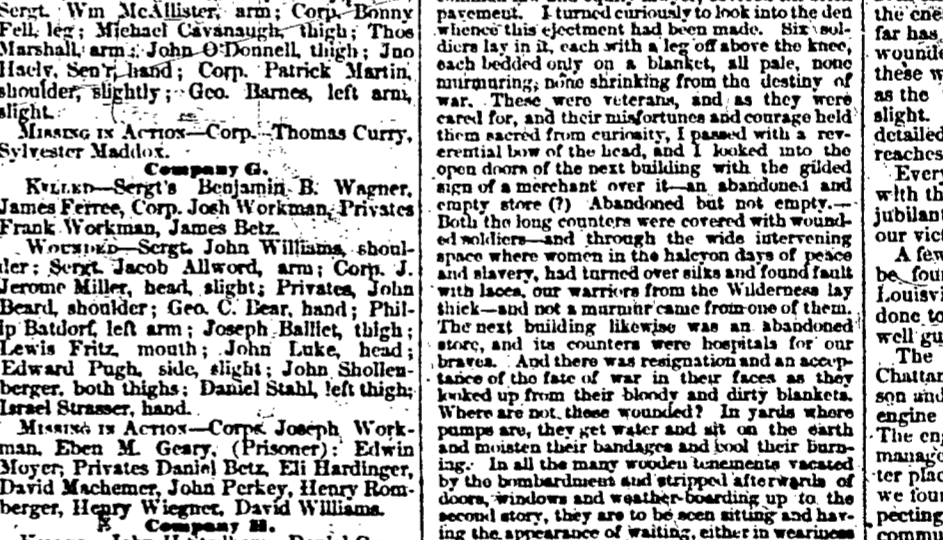 Sergt. Wm McAllister, arm; Corp. Bonny
Fell, leg; Michael Cavanaugh, thigh; Thos
Marshall, arm; John O'Donnell, thigh; Jno
Haely, Sen'r, hand; Corp. Patrick Martin,
shoulder, slightly; Geo. Barnes, left arm,
slight.
MISSING IN ACTION—Corp. Thomas Curry,
Sylvester Maddox.
Company G.
KILLED—Sergt's Benjamin B. Wagner,
James Ferree, Corp. Josh Workman, Privates
Frank Workman, James Betz.
WOUNDED—Sergt. John Williams, shoul-
der; Sergt. Jacob Allword, arm; Corp. J.
Jerome Miller, head, slight; Privates, John
Beard, shoulder; Geo. C. Bear, hand; Phil-
ip Batdorf, left arm; Joseph Balliet, thigh;
Lewis Fritz, mouth; John Luke, head;
Edward Pugh, side, slight; John Shollen-
berger, both thighs; Daniel Stahl, left thigh;
Israel Strasser, hand.
MISSING IN ACTION—Corps. Joseph Work-
man, Eben M. Geary, (Prisoner): Edwin
Moyer; Privates Daniel Betz, Eli Hardinger,
David Machemer, John Perkey, Henry Rom-
berger, Henry Wiegner, David Williams.
Company H.
pavement. I turned curiously to look into the den
whence this ejectment had been made. Six sol-
diers lay in it, each with a leg off above the knee,
each bedded only on a blanket, all pale, none
murmuring, none shrinking from the destiny of
war. These were veterans, and as they were
cared for, and their misfortunes and courage held
them sacred from curiosity, I passed with a rev-
erential bow of the head, and I looked into the
open doors of the next building with the gilded
sign of a merchant over it—an abandoned and
empty store (?) Abandoned but not empty.—
Both the long counters were covered with wound-
ed soldiers—and through the wide intervening
space where women in the halcyon days of peace
and slavery, had turned over silks and found fault
with laces, our warriors from the Wilderness lay
thick—and not a murmur came from one of them.
The next building likewise was an abandoned
store, and its counters were hospitals for our
braves. And there was resignation and an accep-
tance of the fate of war in their faces as they
looked up from their bloody and dirty blankets.
Where are not these wounded? In yards where
pumps are, they get water and sit on the earth
and moisten their bandages and cool their burn-
ing. In all the many wooden tenements vacated
by the bombardment and stripped afterwards of
doors, windows and weather-boarding up to the
second story, they are to be seen sitting and hav-
ing the appearance of waiting, either in weariness
the ene
far has
wounde
these w
as the
slight.
detailed
reaches
Every
with th
jubilant
our vict
A few
be foun
Louisvi
done to
well gu
The
Chattan
son and
engine
The eng
manage
ter plac
we foun
pecting
commu